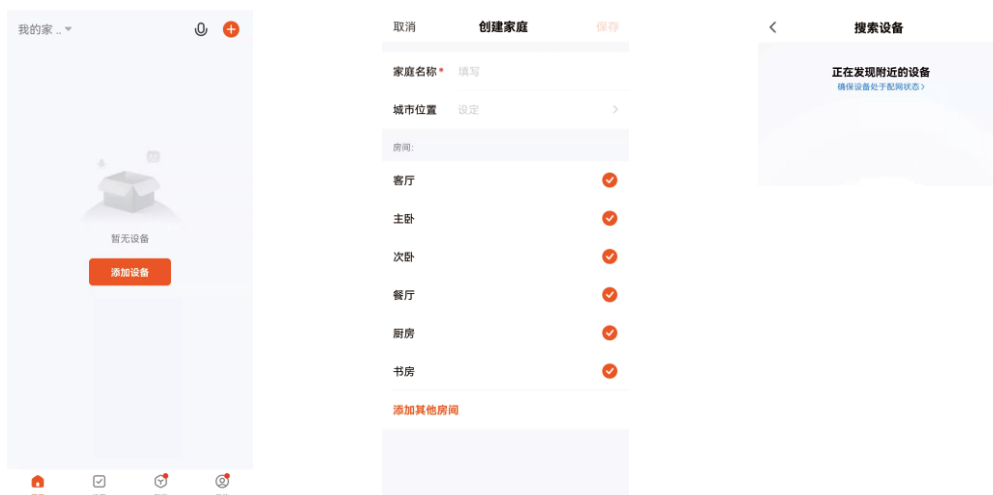 我的家 ..
暂无设备
添加设备
取消
创建家庭
保存
家庭名称* 填写
城市位置 设定
房间:
客厅
主卧
次卧
餐厅
厨房
书房
添加其他房间
搜索设备
正在发现附近的设备
确保设备处于配网状态>